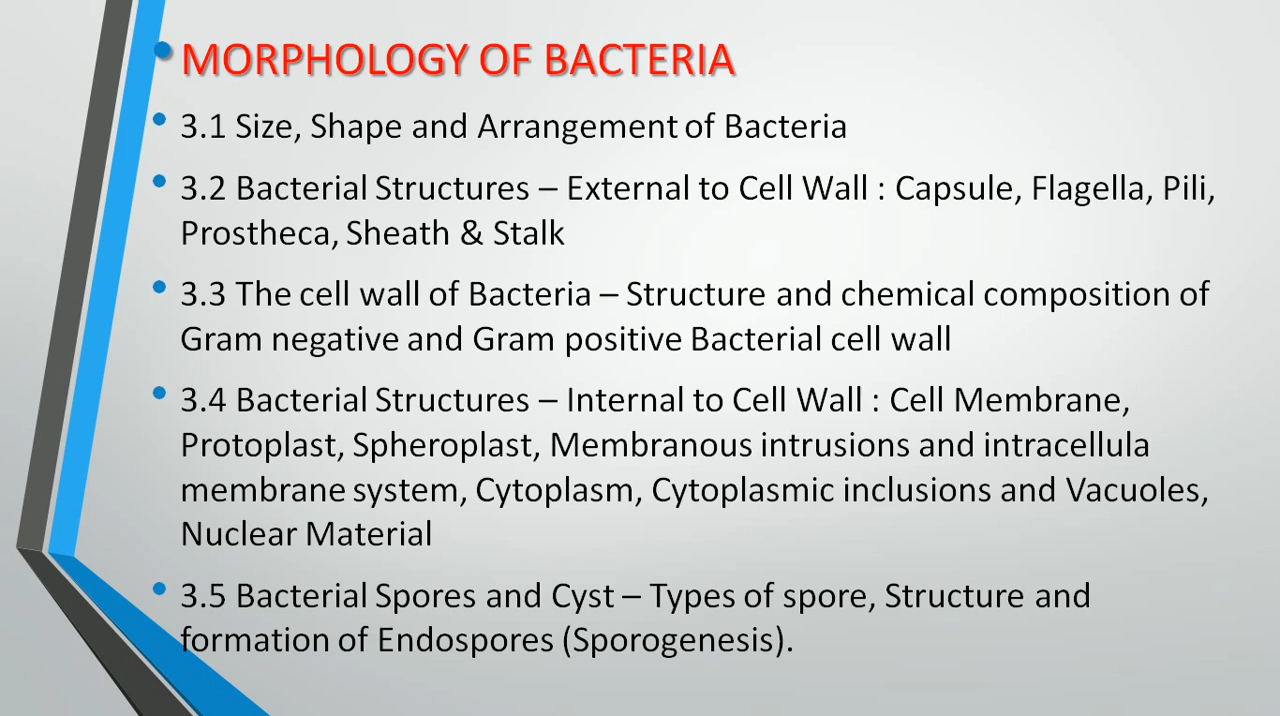 • MORPHOLOGY OF BACTERIA
• 3.1 Size, Shape and Arrangement of Bacteria
• 3.2 Bacterial Structures – External to Cell Wall : Capsule, Flagella, Pili,
Prostheca, Sheath & Stalk
• 3.3 The cell wall of Bacteria – Structure and chemical composition of
Gram negative and Gram positive Bacterial cell wall
• 3.4 Bacterial Structures – Internal to Cell Wall : Cell Membrane,
Protoplast, Spheroplast, Membranous intrusions and intracellula
membrane system, Cytoplasm, Cytoplasmic inclusions and Vacuoles,
Nuclear Material
• 3.5 Bacterial Spores and Cyst – Types of spore, Structure and
formation of Endospores (Sporogenesis).